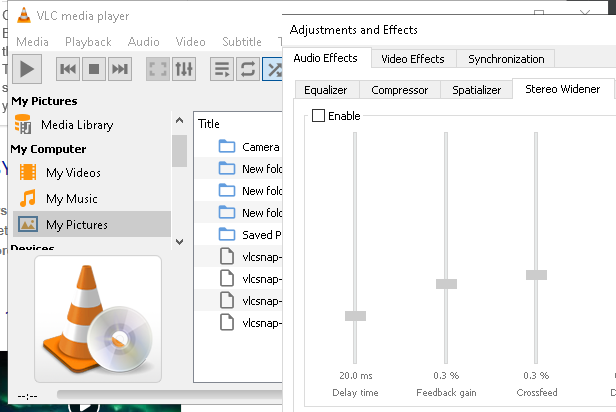 VLC media player
Media Playback Audio Video Subtitle
My Pictures
Media Library
My Computer
My Videos
My Music
My Pictures
Devices
Title
Camera
New fold
New fold
New fold
Saved P
vlcsnap-
vlcsnap-
vlcsnap-
vlcsnap-
--:--
Adjustments and Effects
Audio Effects Video Effects Synchronization
Equalizer Compressor Spatializer Stereo Widener
Enable
20.0 ms 0.3 % 0.3 %
Delay time Feedback gain Crossfeed